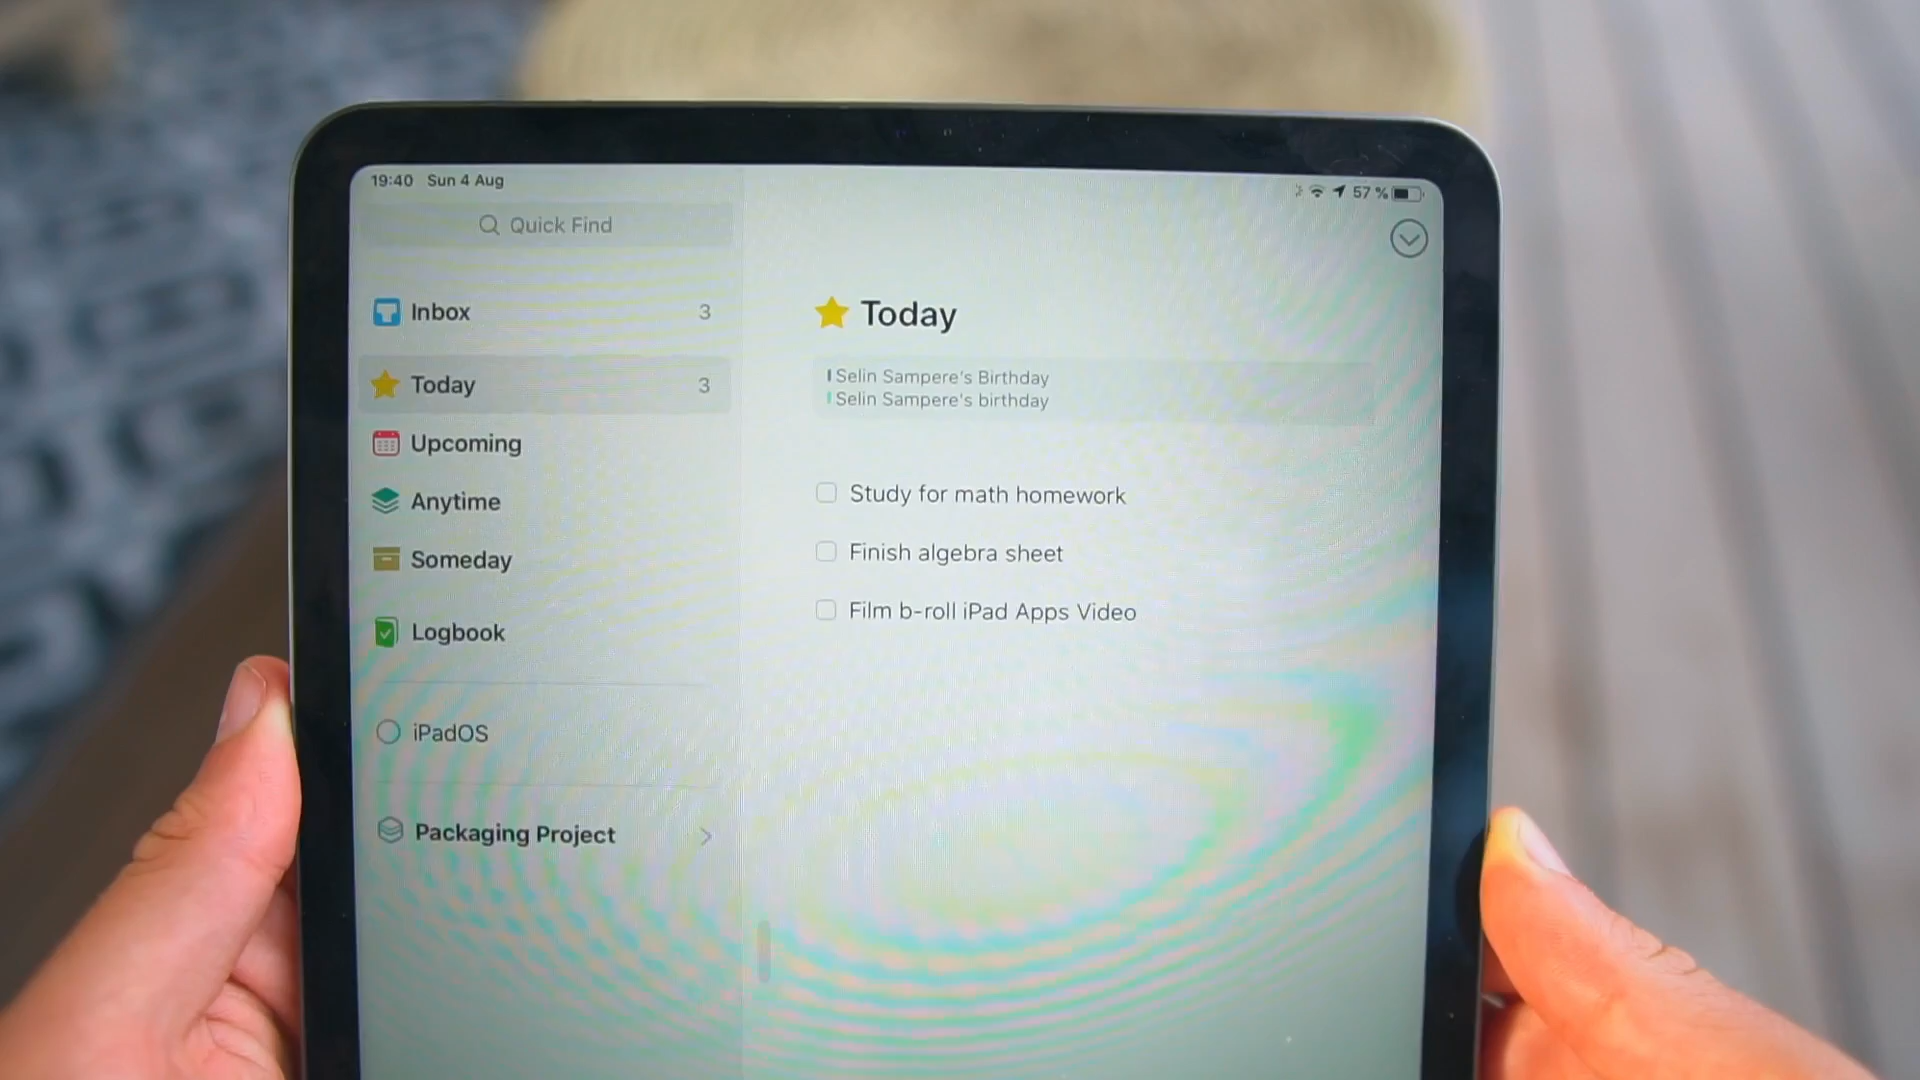 19:40 Sun 4 Aug
57 %
Quick Find
Inbox 3
Today 3
Upcoming
Anytime
Someday
Logbook
iPadOS
Packaging Project
Today
Selin Sampere's Birthday
Selin Sampere's birthday
Study for math homework
Finish algebra sheet
Film b-roll iPad Apps Video